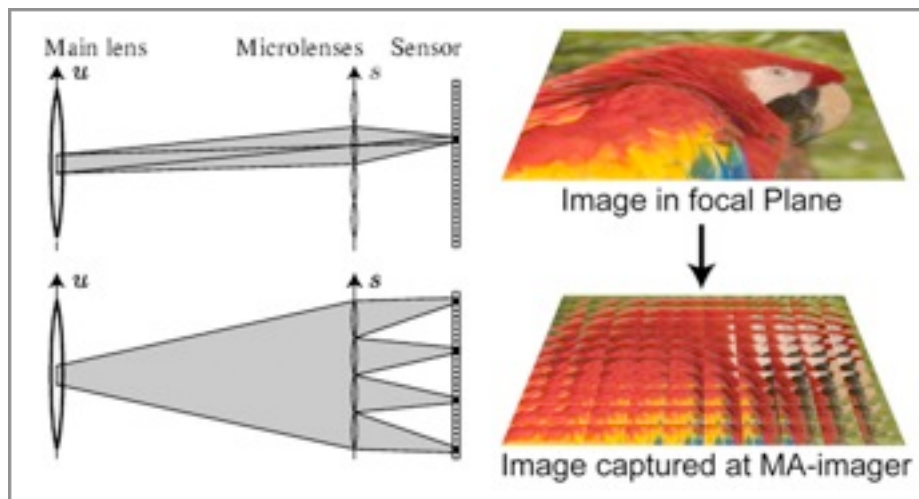 Main lens Microlenses Sensor
u s
u s
Image in focal Plane
Image captured at MA-imager